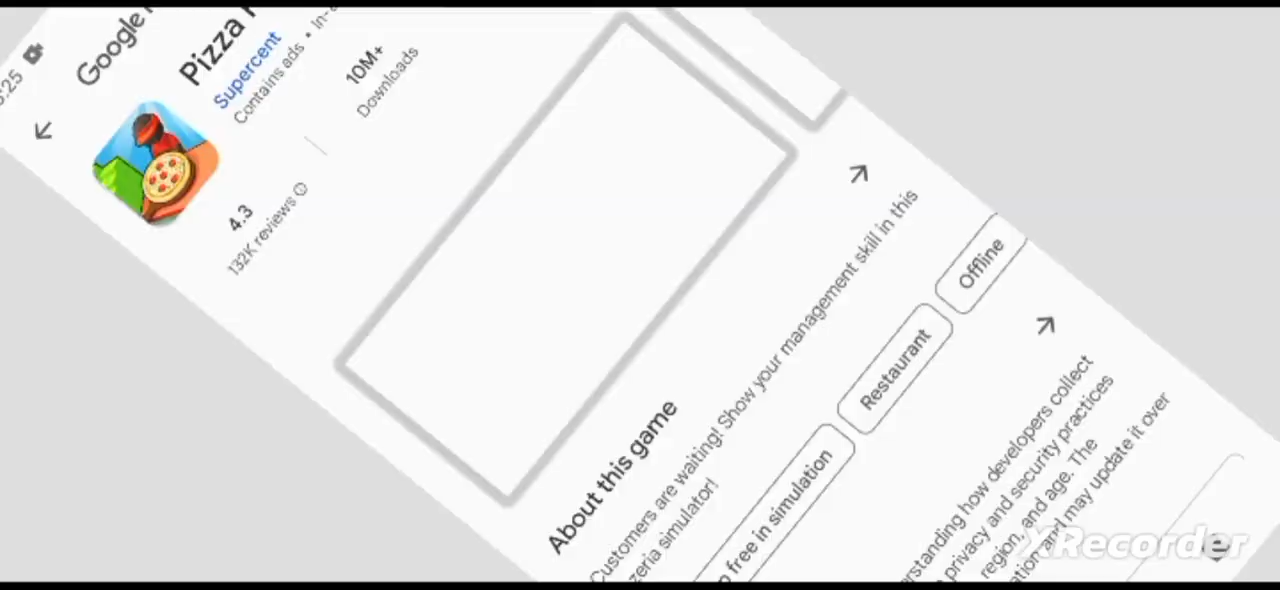 Google
Pizza
Supercent
Contains ads • In-
4.3
132K reviews
10M+
Downloads
About this game
Customers are waiting! Show your management skill in this
simulator!
free in simulation
Restaurant
Offline
how developers collect
privacy and security practices
region, and age. The
and may update it over
XRecorder